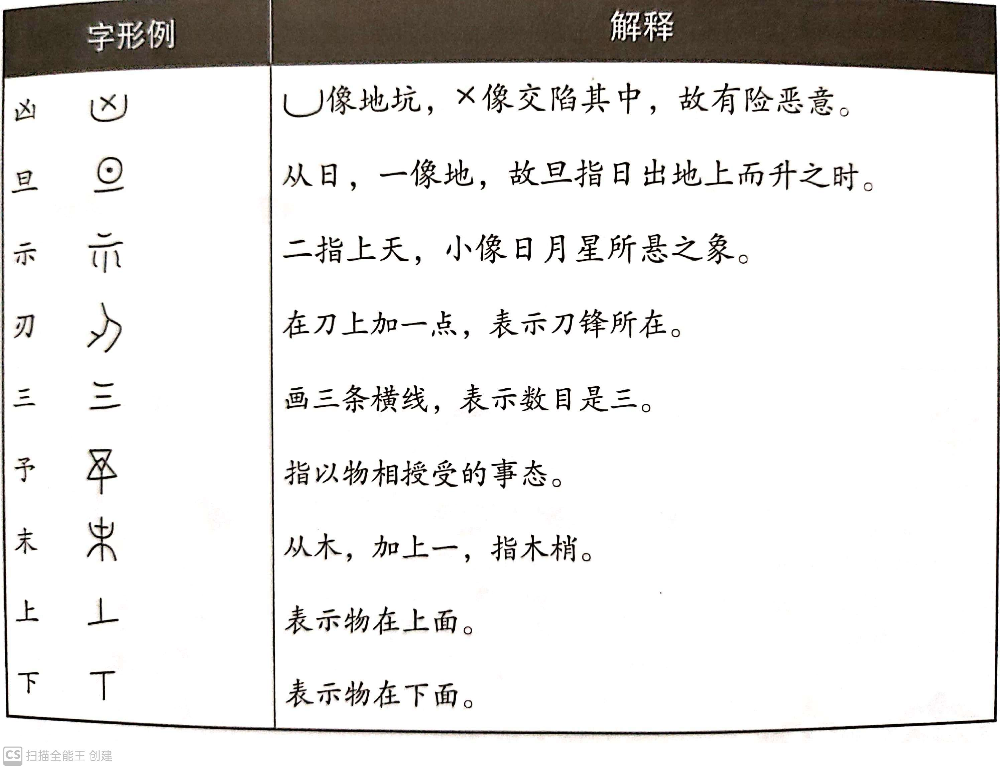 字形例 解释
凶 凵像地坑，×像交陷其中，故有险恶意。
旦 从日，一像地，故旦指日出地上而升之时。
示 二指上天，小像日月星所悬之象。
刃 在刀上加一点，表示刀锋所在。
三 画三条横线，表示数目是三。
予 指以物相授受的事态。
末 从木，加上一，指木梢。
上 表示物在上面。
下 表示物在下面。
CS 扫描全能王 创建